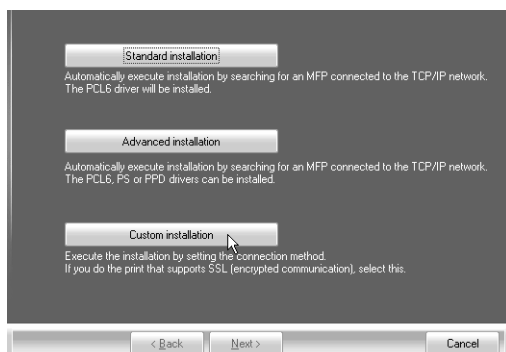 Standard installation
Automatically execute installation by searching for an MFP connected to the TCP/IP network.
The PCL6 driver will be installed.
Advanced installation
Automatically execute installation by searching for an MFP connected to the TCP/IP network.
The PCL6, PS or PPD drivers can be installed.
Custom installation
Execute the installation by setting the connection method.
If you do the print that supports SSL (encrypted communication), select this.
< Back Next > Cancel